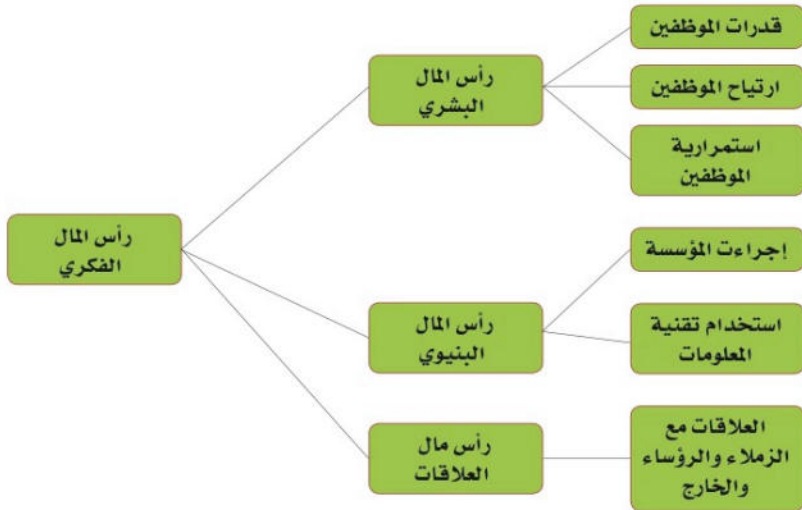 رأس المال
الفكري
رأس المال
البشري
قدرات الموظفين
ارتياح الموظفين
استمرارية
الموظفين
رأس المال
البنيوي
إجراءت المؤسسة
استخدام تقنية
المعلومات
رأس مال
العلاقات
العلاقات مع
الزملاء والرؤساء
والخارج